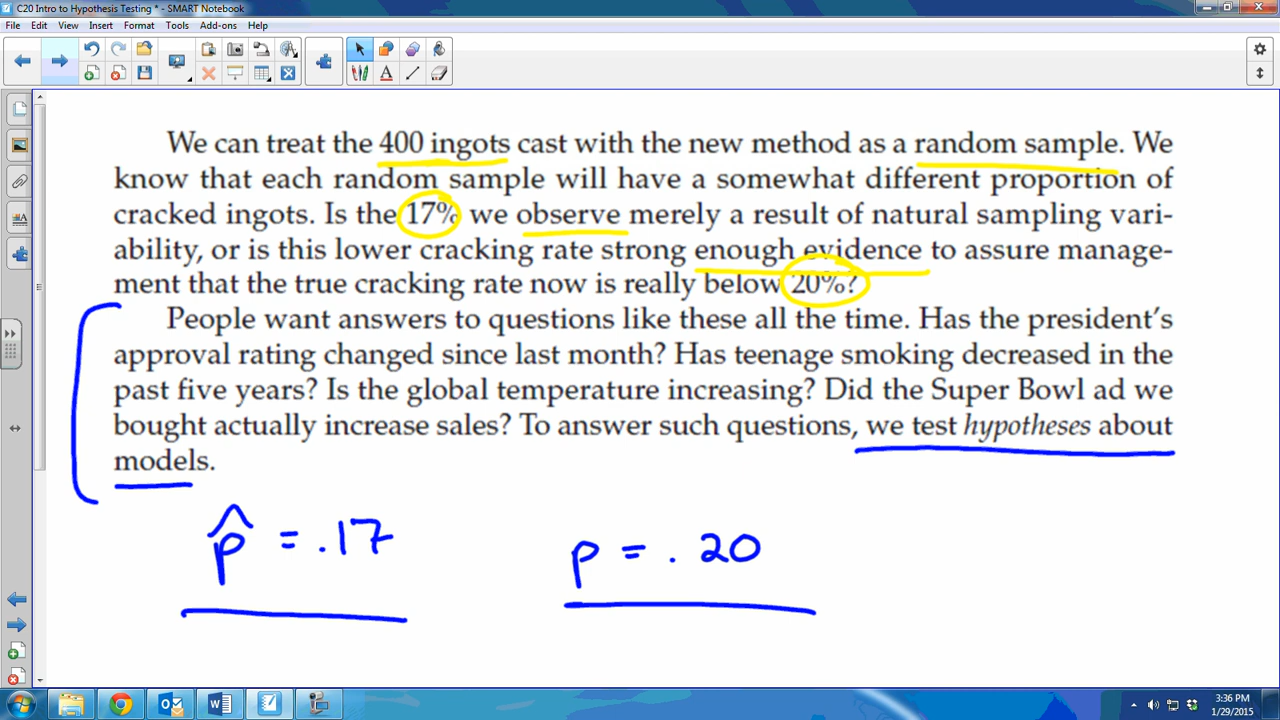 C20 Intro to Hypothesis Testing * - SMART Notebook
File Edit View Insert Format Tools Add-ons Help
We can treat the 400 ingots cast with the new method as a random sample. We
know that each random sample will have a somewhat different proportion of
cracked ingots. Is the 17% we observe merely a result of natural sampling vari-
ability, or is this lower cracking rate strong enough evidence to assure manage-
ment that the true cracking rate now is really below 20%?
People want answers to questions like these all the time. Has the president's
approval rating changed since last month? Has teenage smoking decreased in the
past five years? Is the global temperature increasing? Did the Super Bowl ad we
bought actually increase sales? To answer such questions, we test hypotheses about
models.
p̂ = .17 p = .20
3:36 PM
1/29/2015